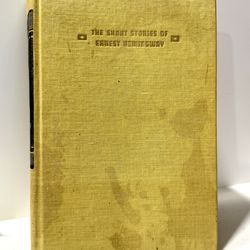 THE SHORT STORIES OF
ERNEST HEMINGWAY